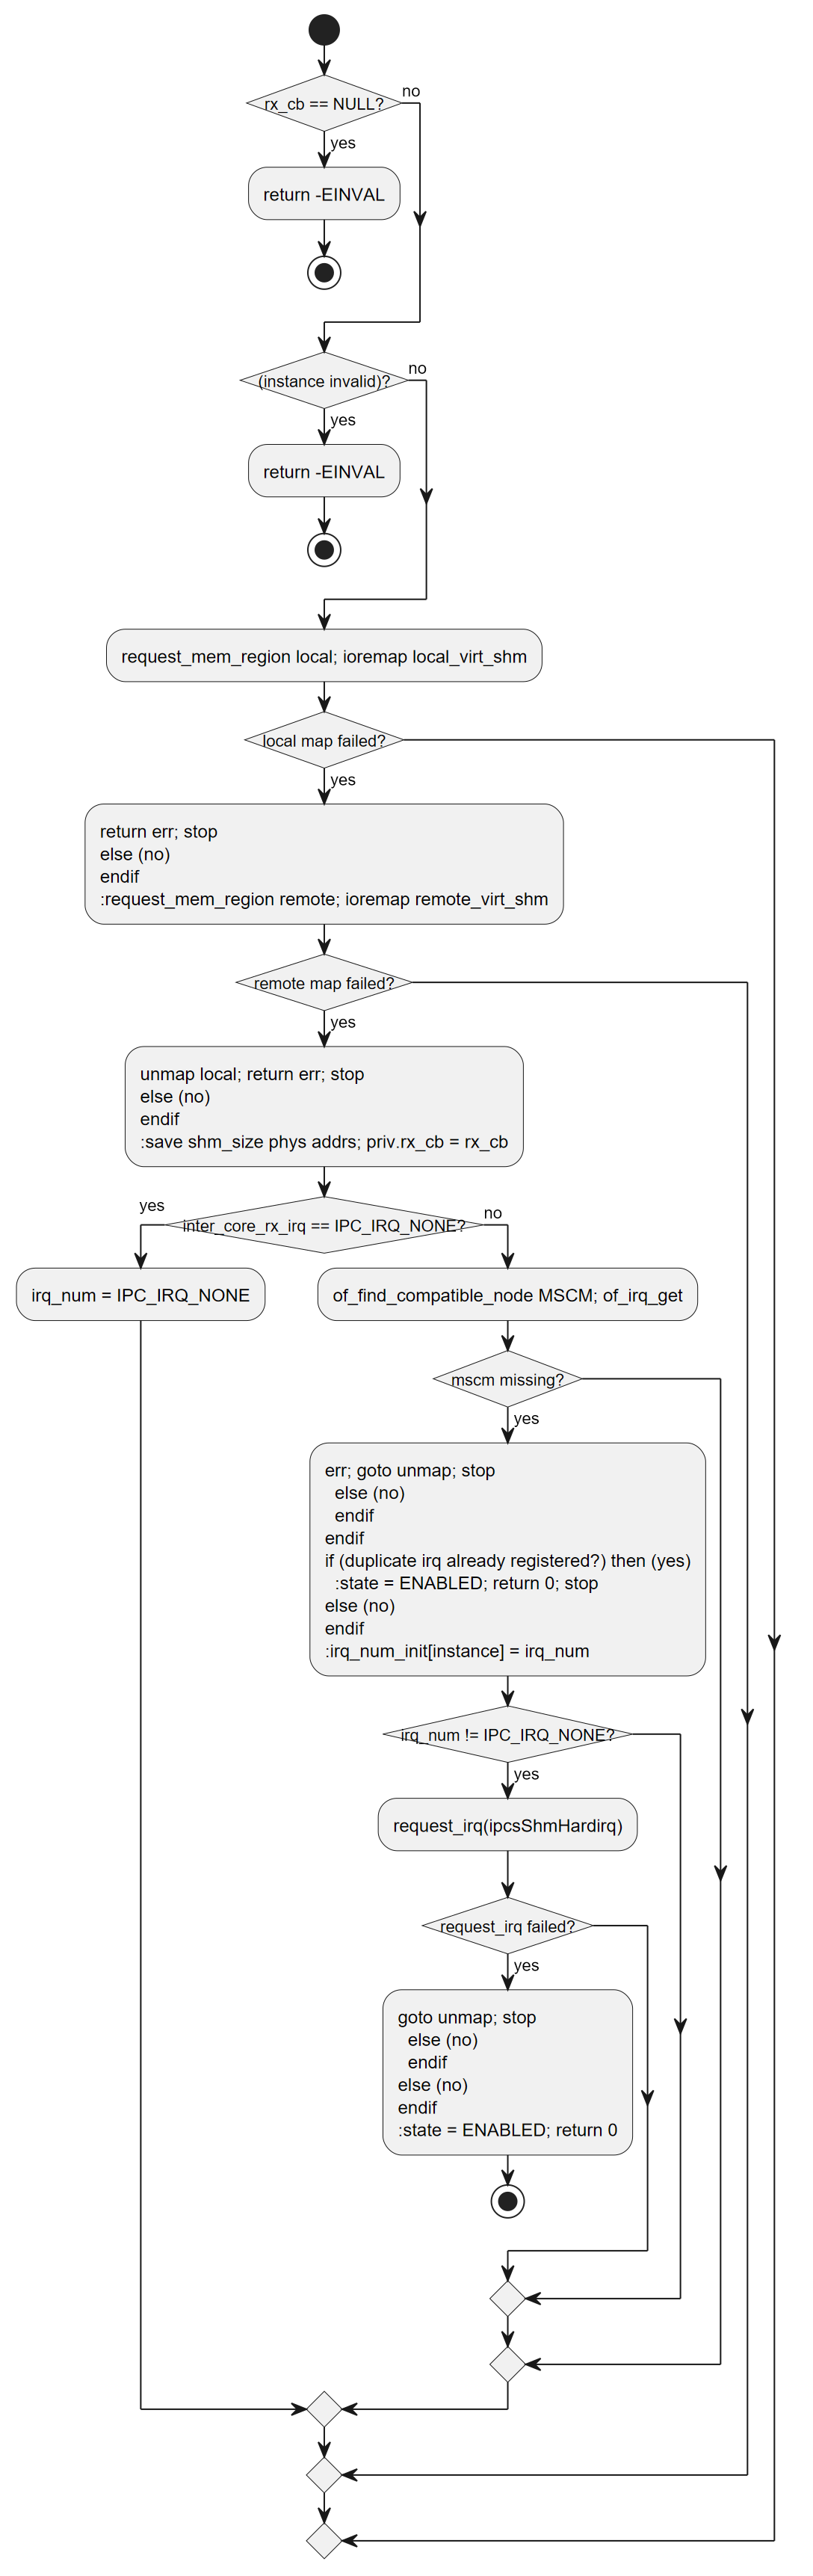 rx_cb == NULL?
no
yes
return -EINVAL
(instance invalid)?
no
yes
return -EINVAL
request_mem_region local; ioremap local_virt_shm
local map failed?
yes
return err; stop
else (no)
endif
:request_mem_region remote; ioremap remote_virt_shm
remote map failed?
yes
unmap local; return err; stop
else (no)
endif
:save shm_size phys addrs; priv.rx_cb = rx_cb
yes
inter_core_rx_irq == IPC_IRQ_NONE?
no
irq_num = IPC_IRQ_NONE
of_find_compatible_node MSCM; of_irq_get
mscm missing?
yes
err; goto unmap; stop
  else (no)
  endif
endif
if (duplicate irq already registered?) then (yes)
  :state = ENABLED; return 0; stop
else (no)
endif
:irq_num_init[instance] = irq_num
irq_num != IPC_IRQ_NONE?
yes
request_irq(ipcsShmHardirq)
request_irq failed?
yes
goto unmap; stop
  else (no)
  endif
else (no)
endif
:state = ENABLED; return 0